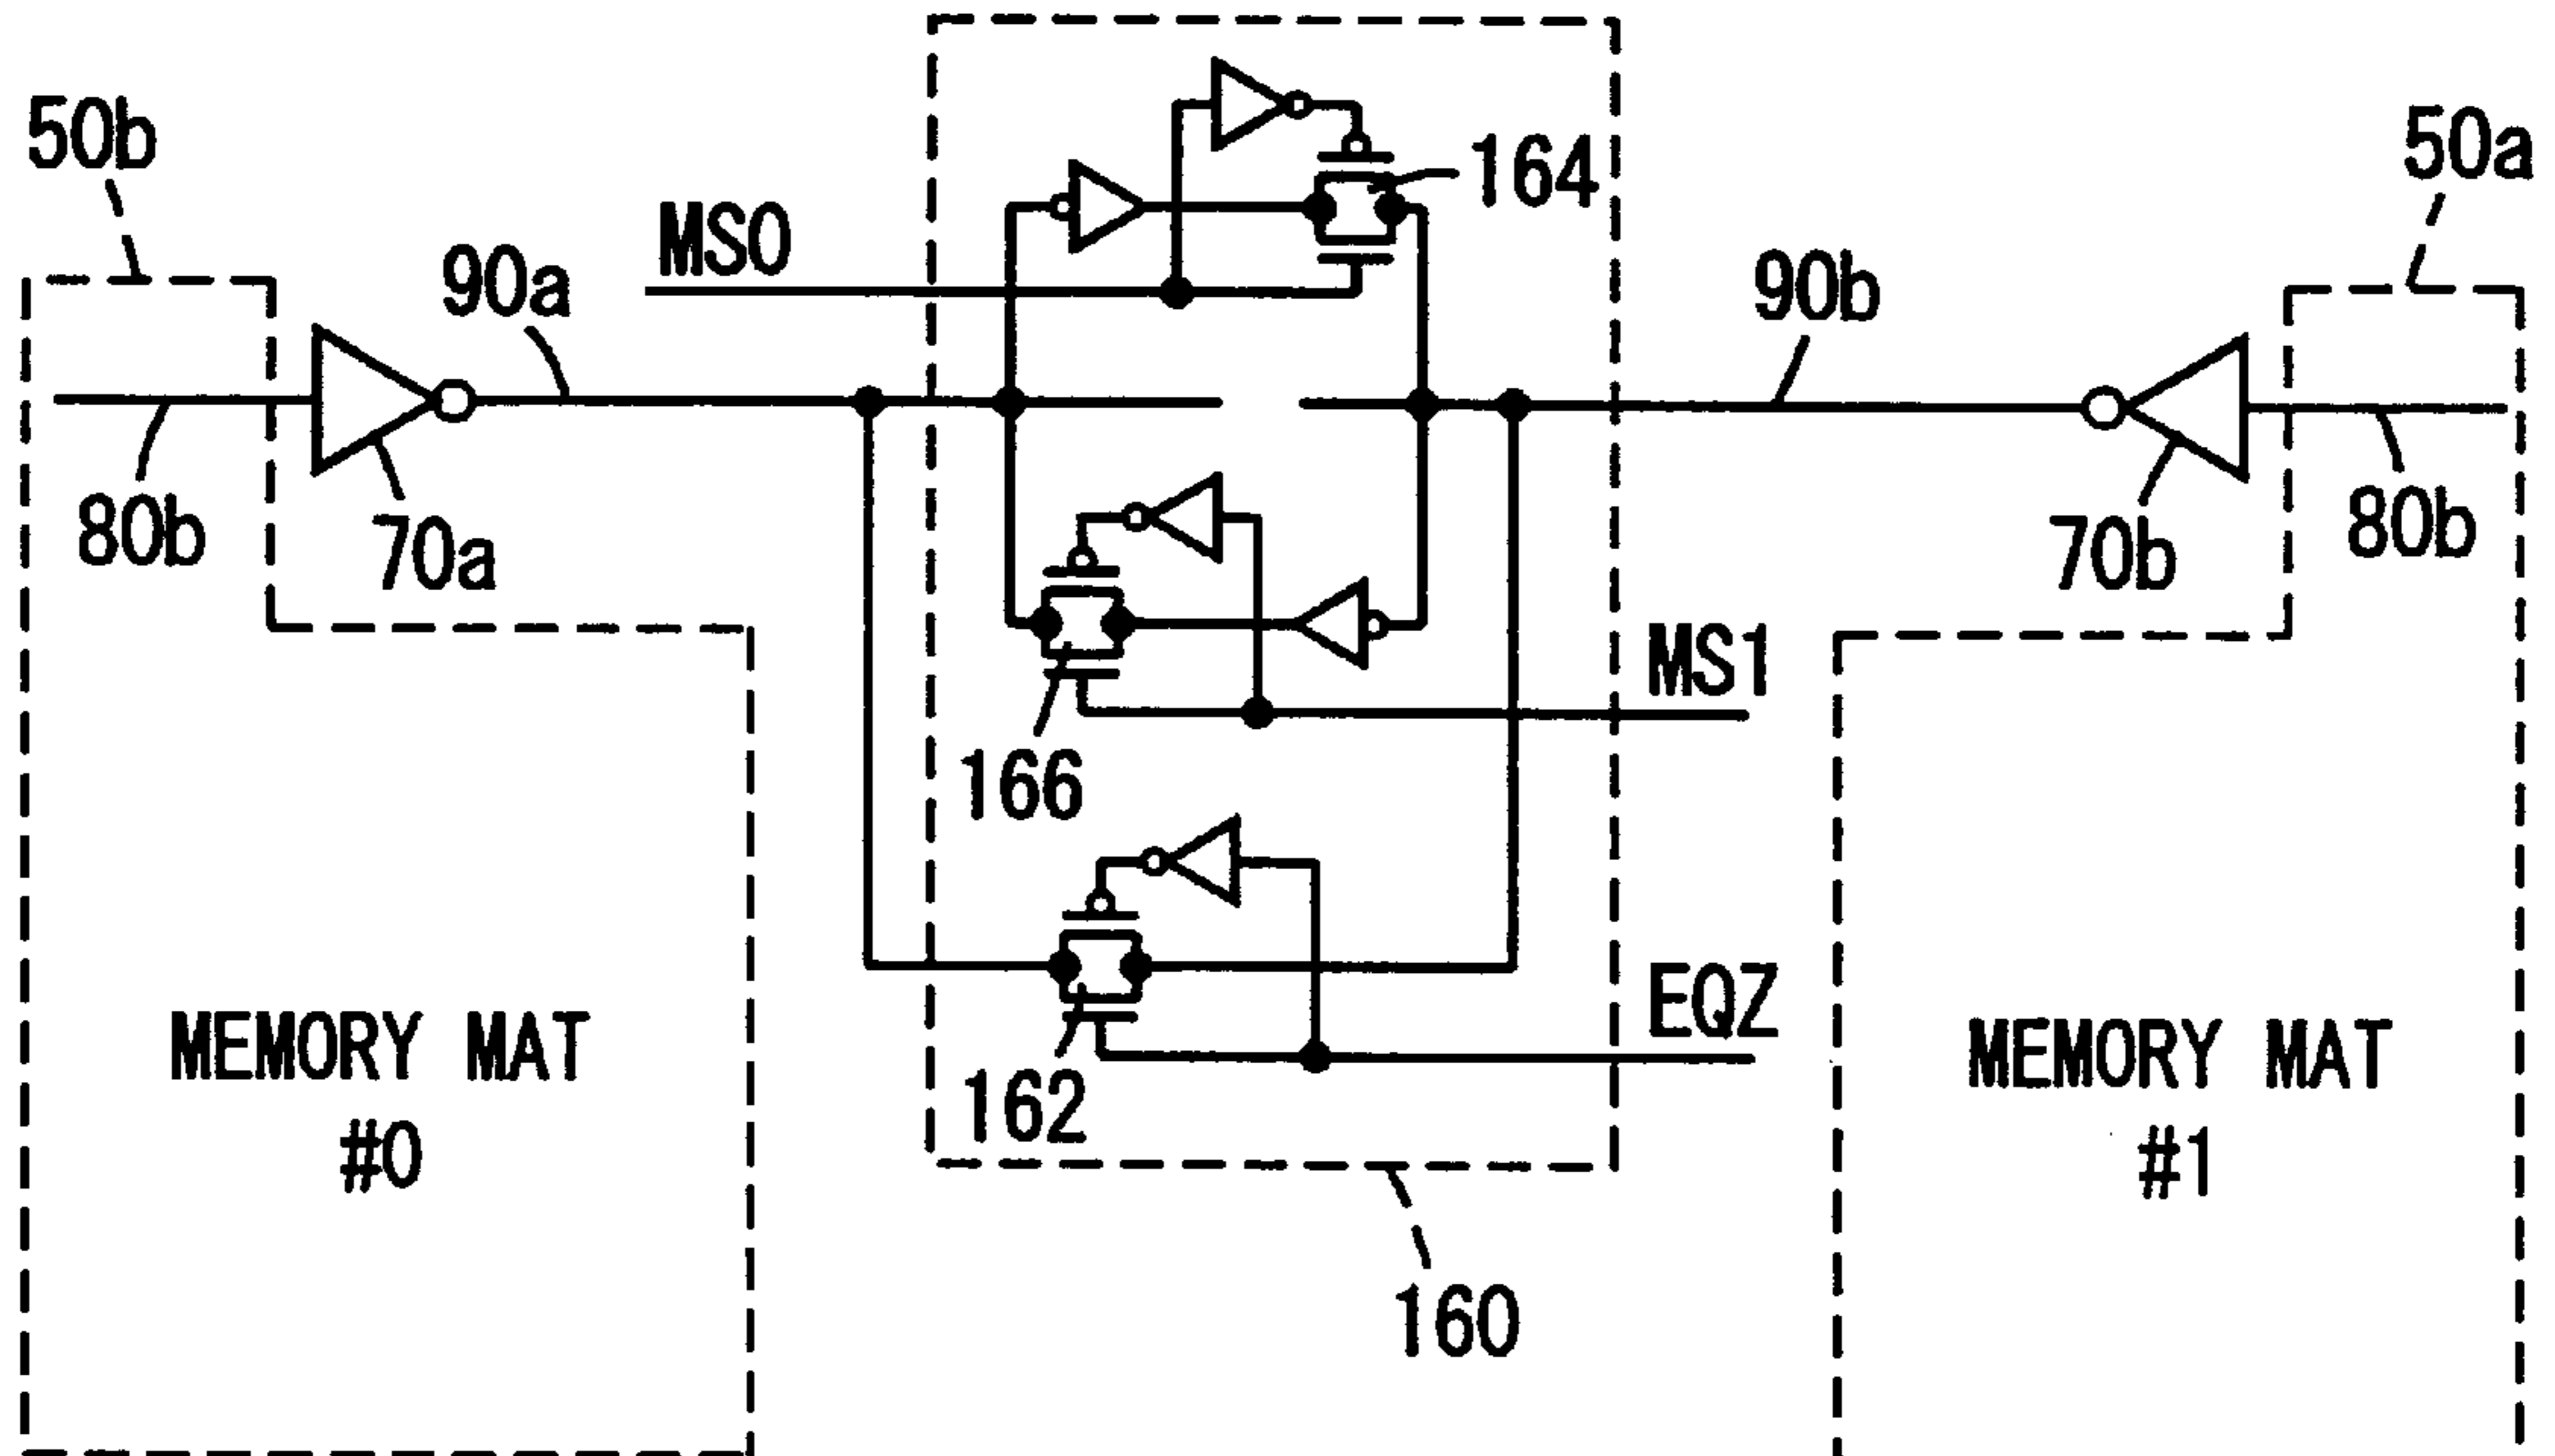 50b
50a
164
MS0
90a
90b
80b
70a
70b
80b
MS1
166
EQZ
162
MEMORY MAT
#0
MEMORY MAT
#1
160